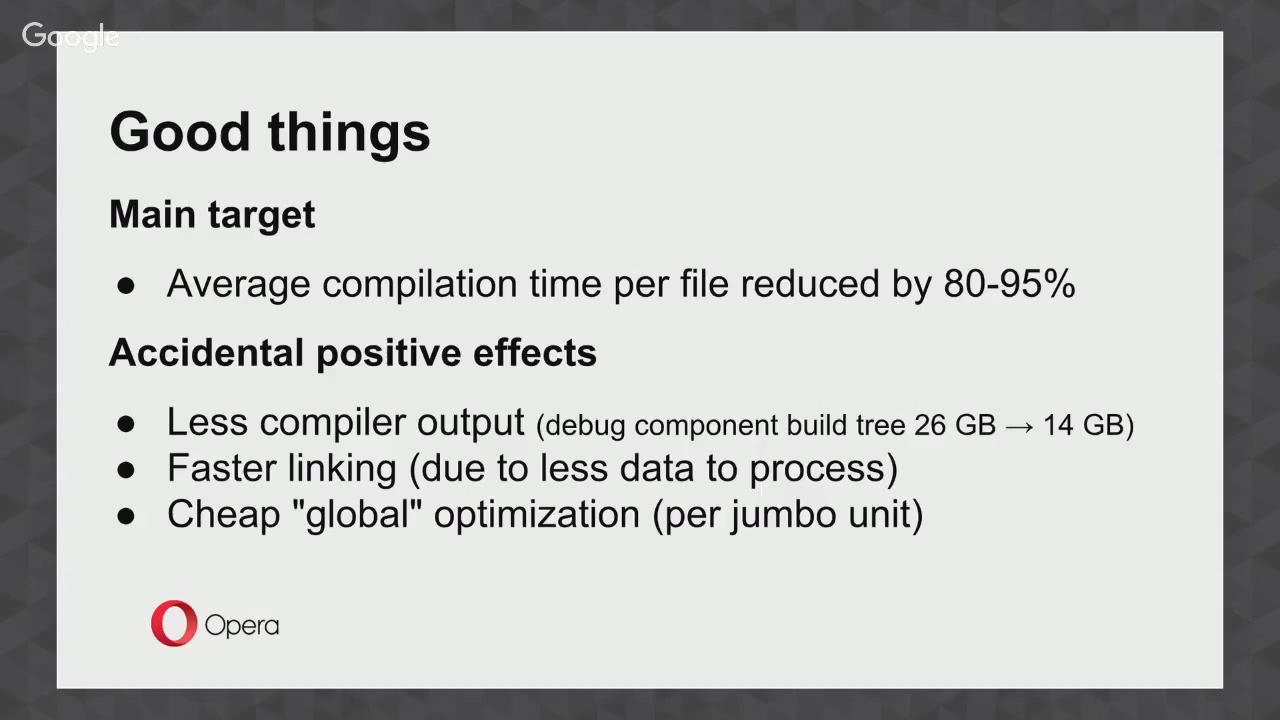 Google
Good things
Main target
● Average compilation time per file reduced by 80-95%
Accidental positive effects
● Less compiler output (debug component build tree 26 GB → 14 GB)
● Faster linking (due to less data to process)
● Cheap "global" optimization (per jumbo unit)
Opera